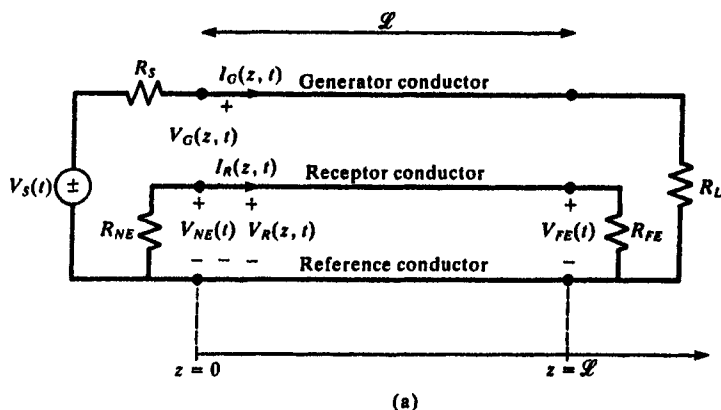 ℒ
R_S I_G(z, t) Generator conductor
+
V_G(z, t)
I_R(z, t) Receptor conductor
V_S(t) ± R_L
+ + +
R_NE V_NE(t) V_R(z, t) V_FE(t) R_FE
− − − Reference conductor −
z = 0 z = ℒ
(a)